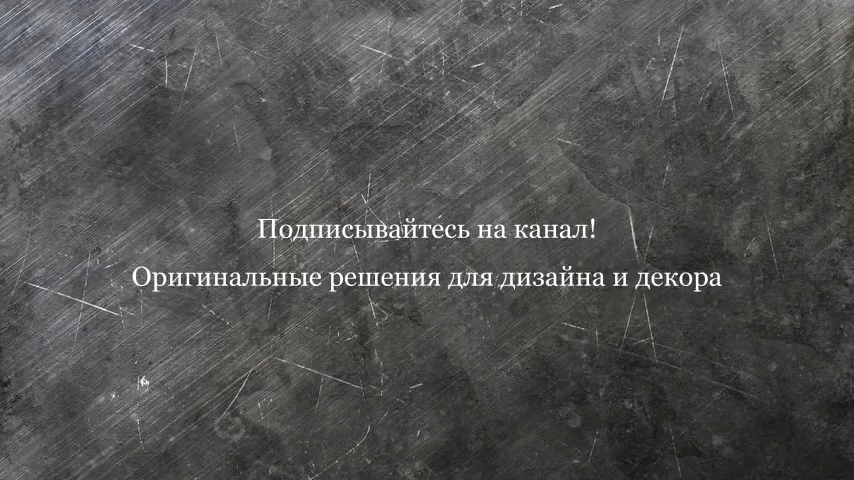 Подписывайтесь на канал!
Оригинальные решения для дизайна и декора